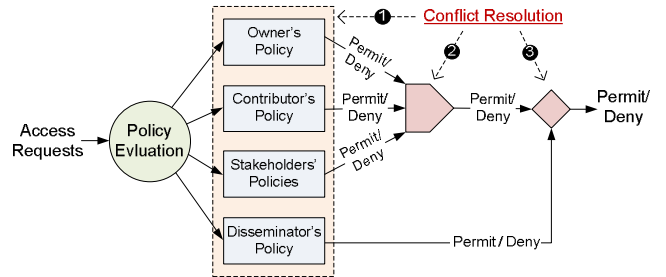 1
Conflict Resolution
Owner's
Policy
Permit/
Deny
2
3
Access
Requests
Policy
Evluation
Contributor's
Policy
Permit/
Deny
Permit/
Deny
Permit/
Deny
Stakeholders'
Policies
Permit/
Deny
Disseminator's
Policy
Permit / Deny